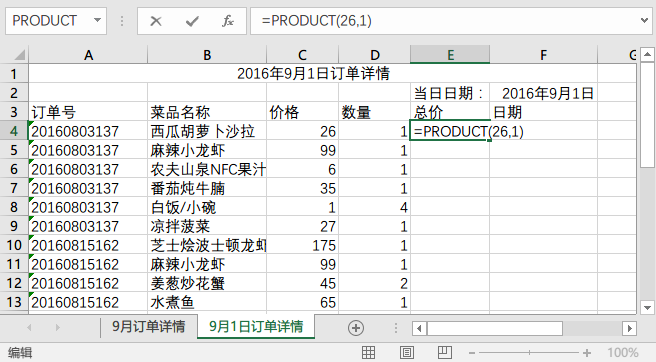 PRODUCT fx =PRODUCT(26,1)
A B C D E F G
1 2016年9月1日订单详情
2 当日日期： 2016年9月1日
3 订单号 菜品名称 价格 数量 总价 日期
4 20160803137 西瓜胡萝卜沙拉 26 1 =PRODUCT(26,1)
5 20160803137 麻辣小龙虾 99 1
6 20160803137 农夫山泉NFC果汁 6 1
7 20160803137 番茄炖牛腩 35 1
8 20160803137 白饭/小碗 1 4
9 20160803137 凉拌菠菜 27 1
10 20160815162 芝士烩波士顿龙虾 175 1
11 20160815162 麻辣小龙虾 99 1
12 20160815162 姜葱炒花蟹 45 2
13 20160815162 水煮鱼 65 1
9月订单详情 9月1日订单详情
编辑 100%